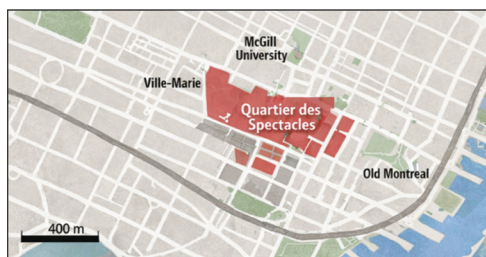 McGill
University
Ville-Marie
Quartier des
Spectacles
Old Montreal
400 m